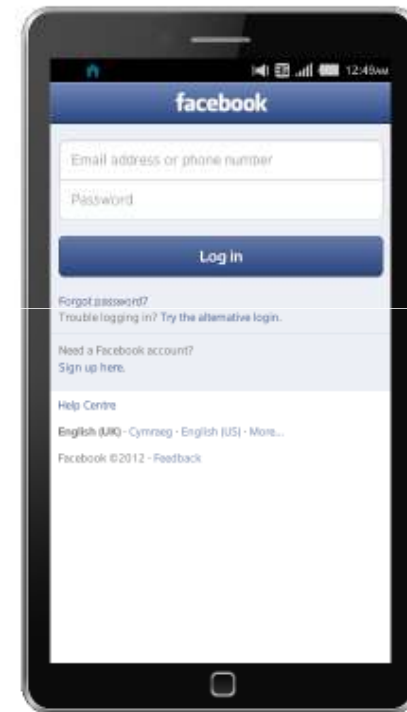 12:49AM
facebook
Email address or phone number
Password
Log in
Forgot password?
Trouble logging in? Try the alternative login.
Need a Facebook account?
Sign up here.
Help Centre
English (UK) · Cymraeg · English (US) · More...
Facebook ©2012 · Feedback